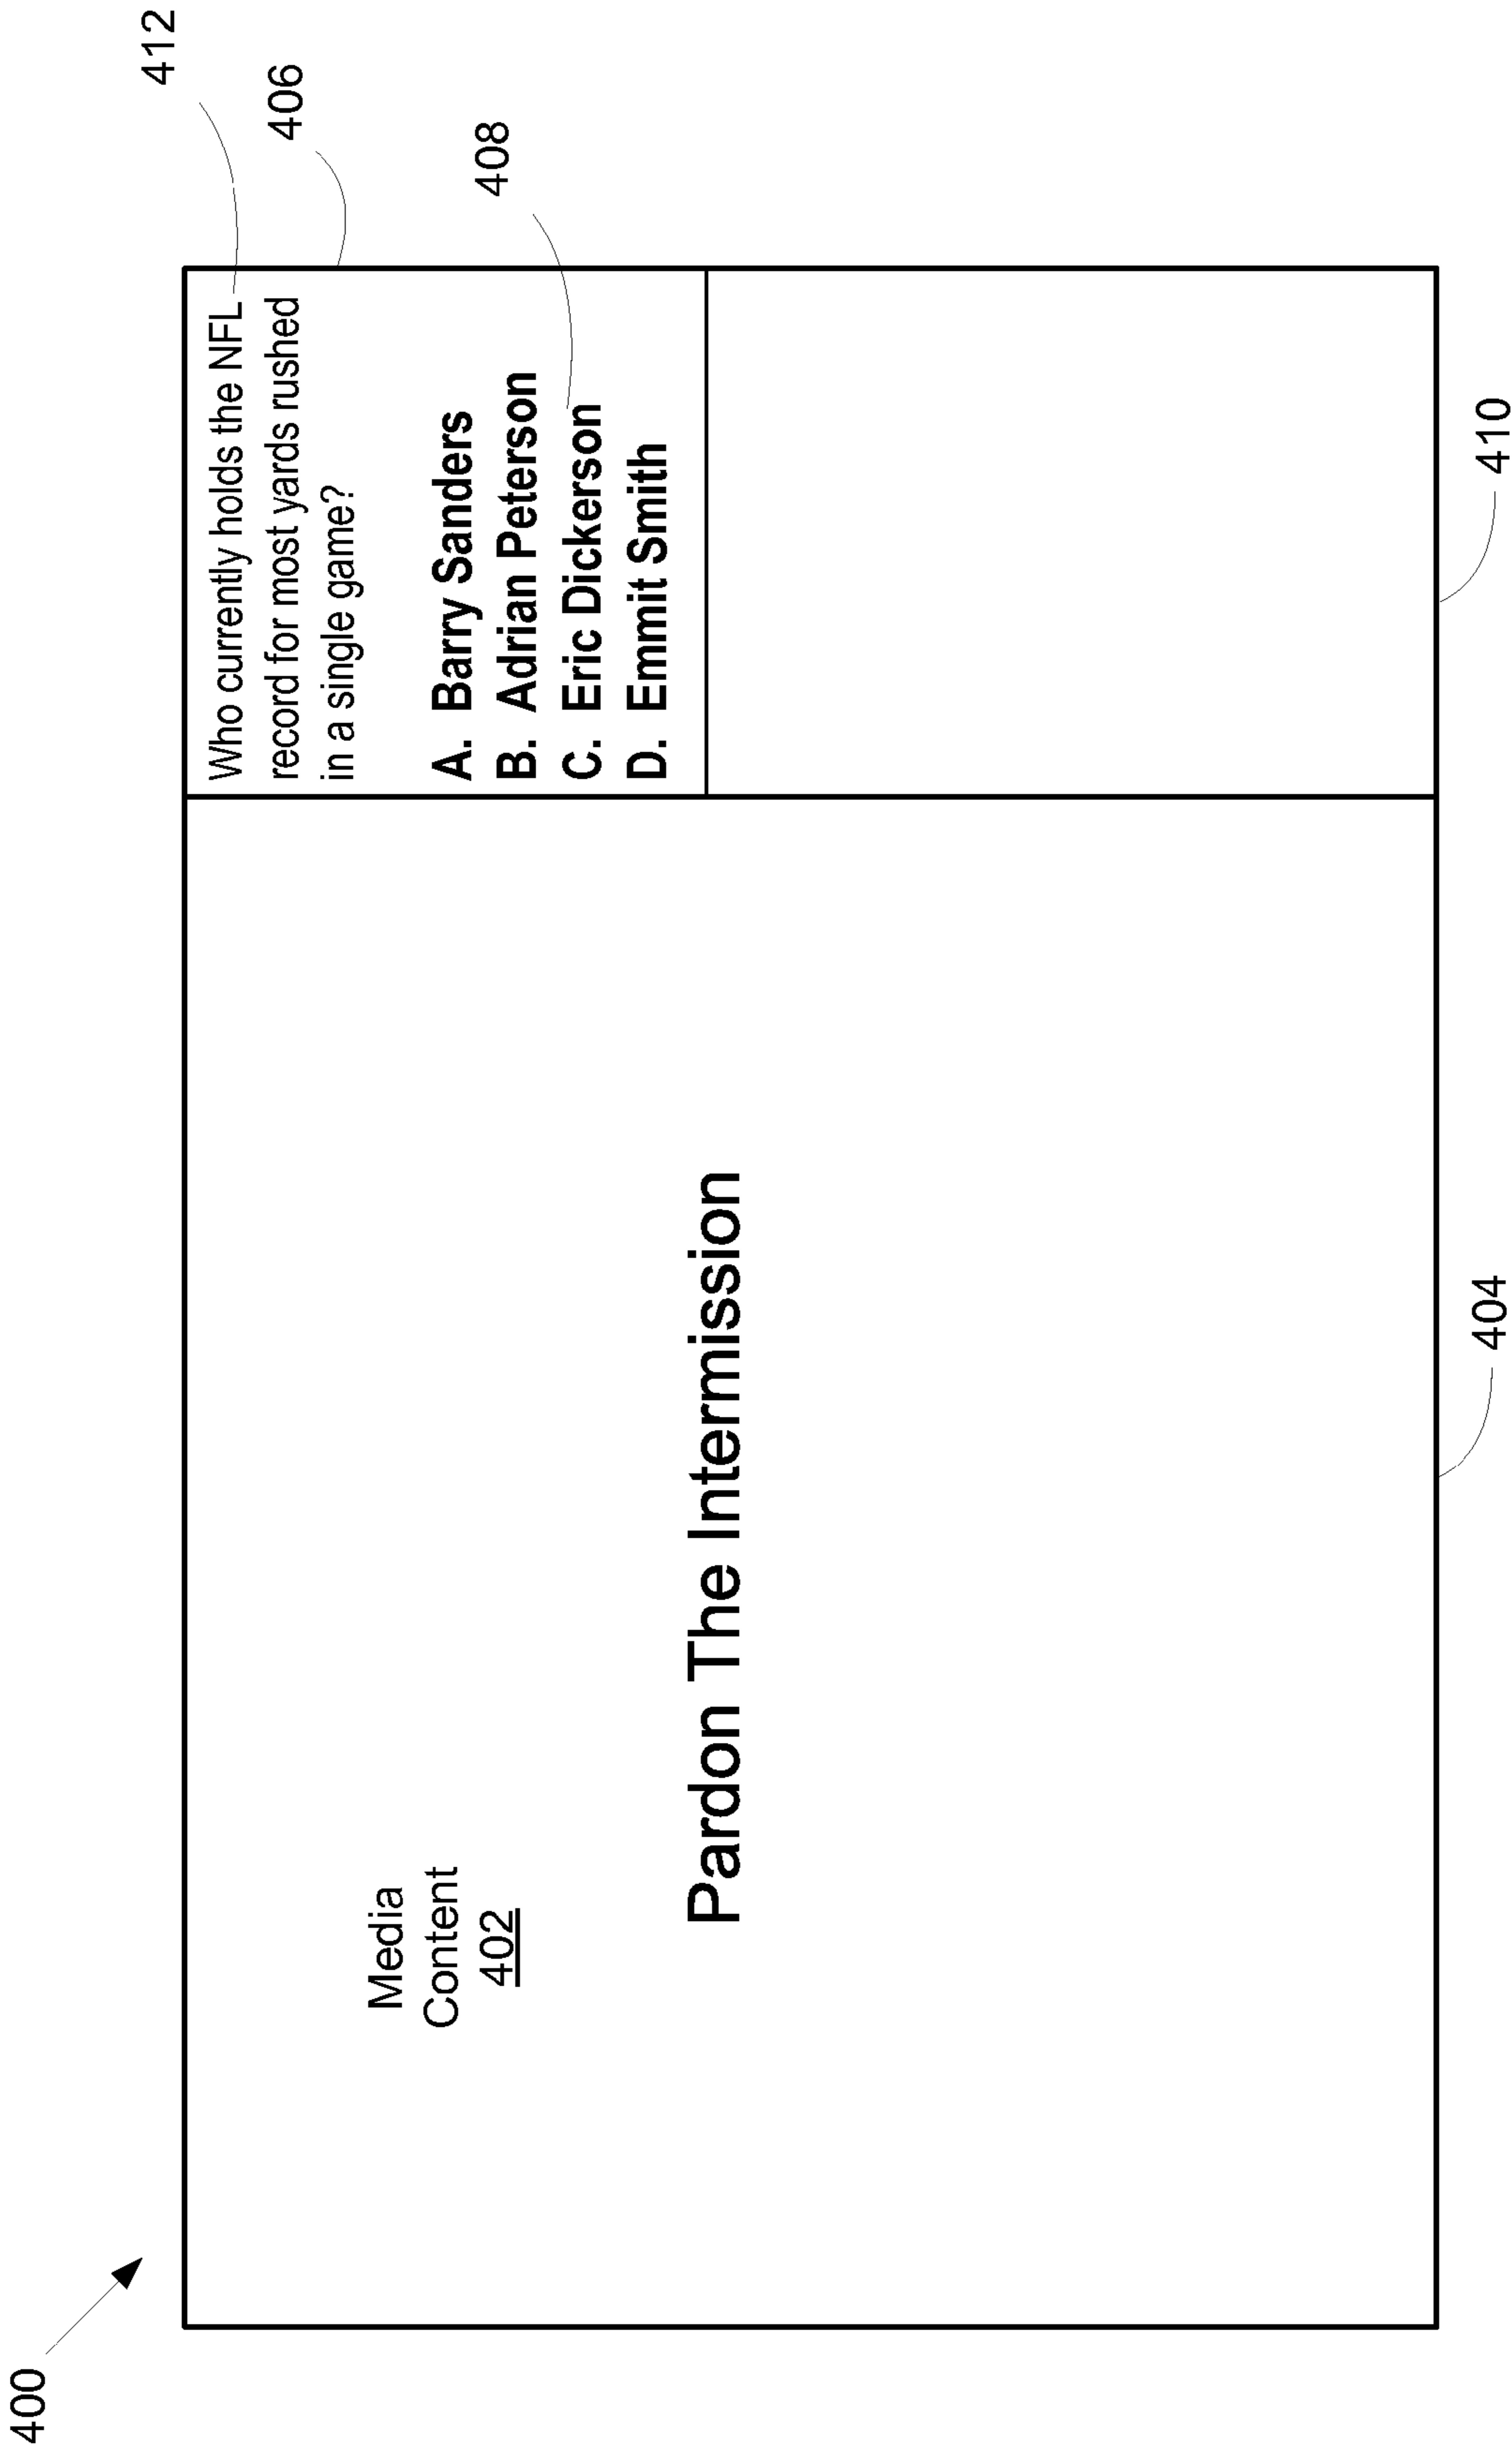 400
Media
Content
402
Pardon The Intermission
404
Who currently holds the NFL
record for most yards rushed
in a single game?
A. Barry Sanders
B. Adrian Peterson
C. Eric Dickerson
D. Emmit Smith
412
406
408
410